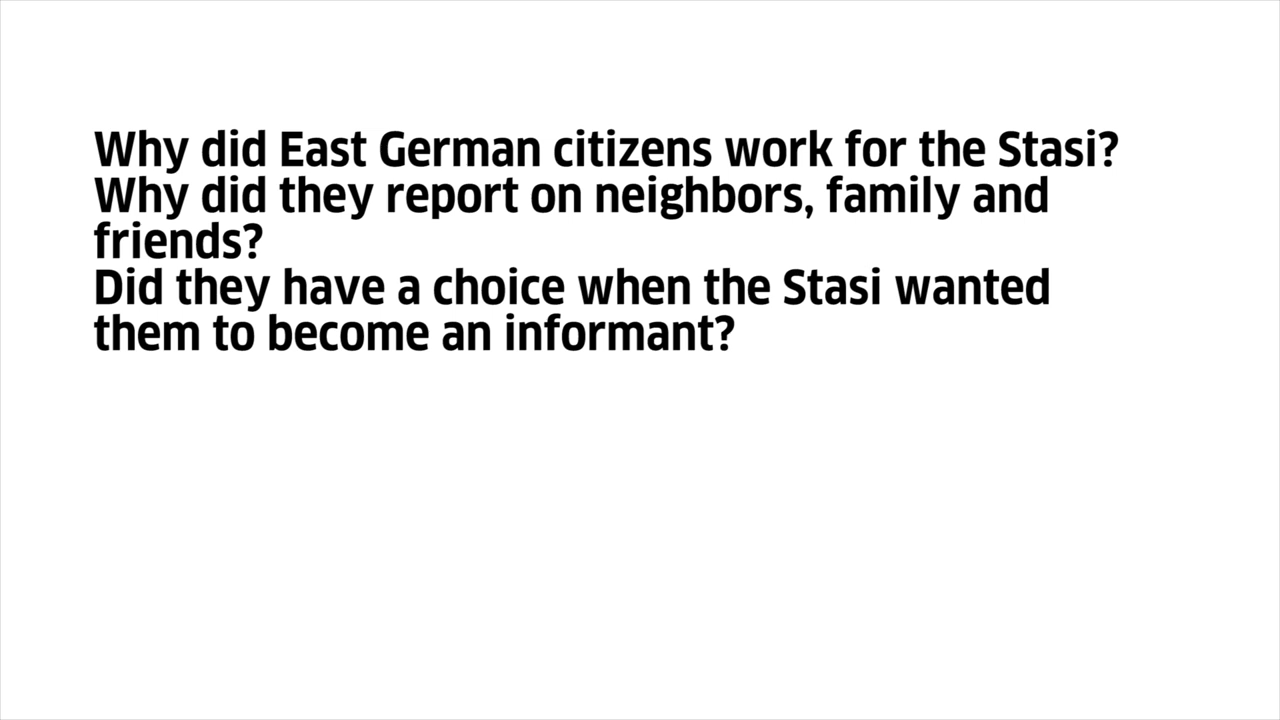 Why did East German citizens work for the Stasi?
Why did they report on neighbors, family and
friends?
Did they have a choice when the Stasi wanted
them to become an informant?